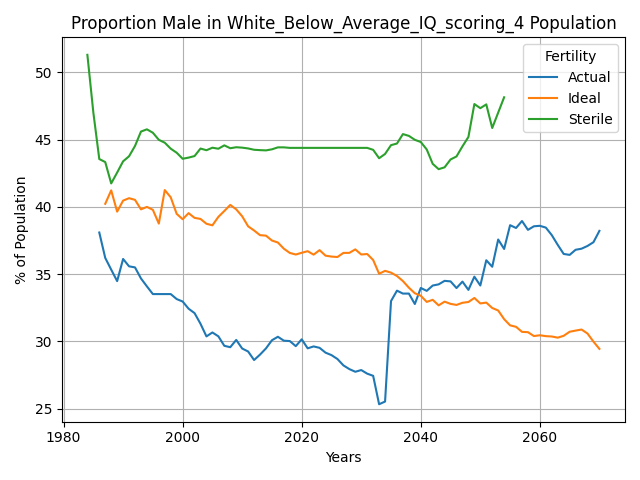 Proportion Male in White_Below_Average_IQ_scoring_4 Population
Fertility
Actual
Ideal
Sterile
% of Population
50
45
40
35
30
25
1980
2000
2020
2040
2060
Years